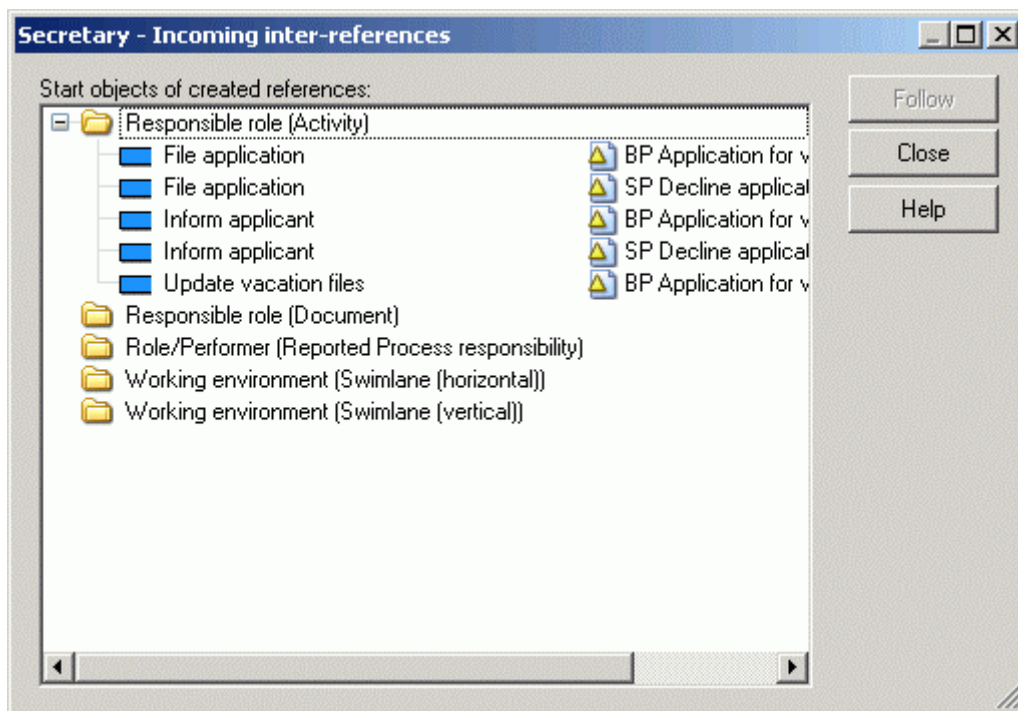 Secretary - Incoming inter-references
Start objects of created references:
Responsible role (Activity)
File application BP Application for v
File application SP Decline applicat
Inform applicant BP Application for v
Inform applicant SP Decline applicat
Update vacation files BP Application for v
Responsible role (Document)
Role/Performer (Reported Process responsibility)
Working environment (Swimlane (horizontal))
Working environment (Swimlane (vertical))
Follow
Close
Help